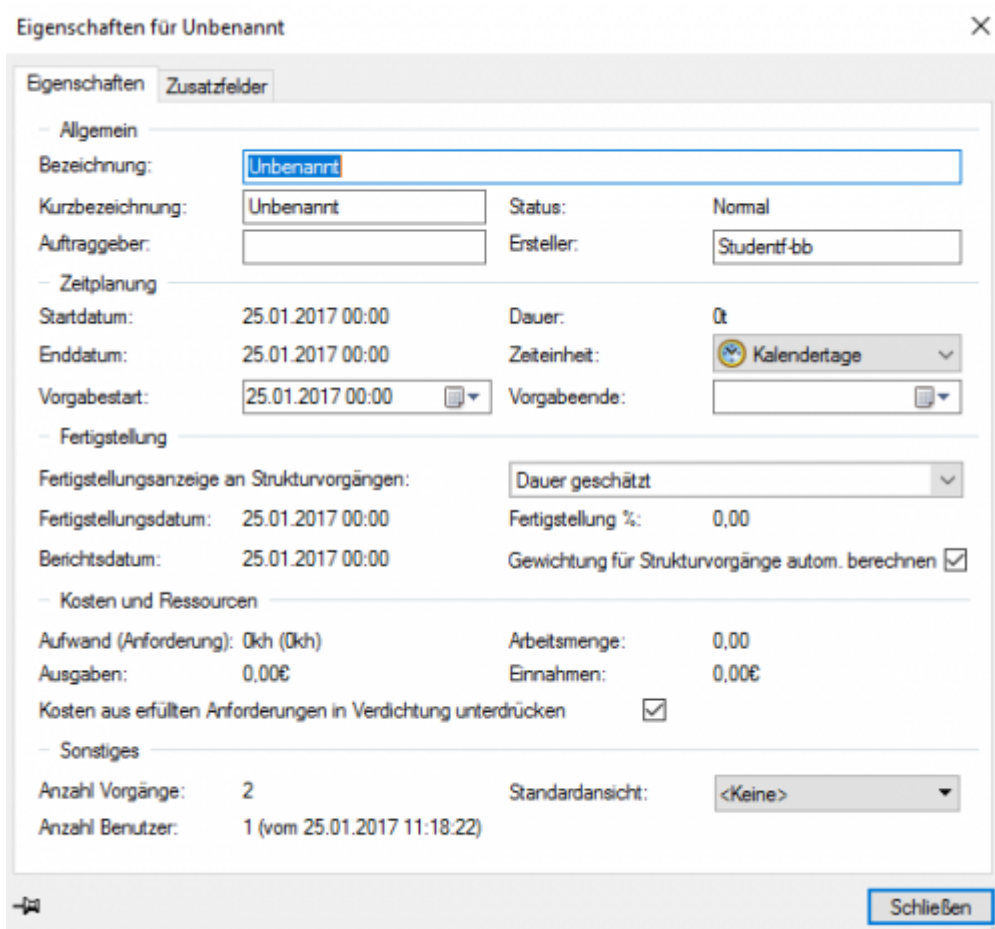 Eigenschaften für Unbenannt
Eigenschaften Zusatzfelder
Allgemein
Bezeichnung: Unbenannt
Kurzbezeichnung: Unbenannt Status: Normal
Auftraggeber: Ersteller: Studentf-bb
Zeitplanung
Startdatum: 25.01.2017 00:00 Dauer: 0t
Enddatum: 25.01.2017 00:00 Zeiteinheit: Kalendertage
Vorgabestart: 25.01.2017 00:00 Vorgabeende:
Fertigstellung
Fertigstellungsanzeige an Strukturvorgängen: Dauer geschätzt
Fertigstellungsdatum: 25.01.2017 00:00 Fertigstellung %: 0,00
Berichtsdatum: 25.01.2017 00:00 Gewichtung für Strukturvorgänge autom. berechnen
Kosten und Ressourcen
Aufwand (Anforderung): 0kh (0kh) Arbeitsmenge: 0,00
Ausgaben: 0,00€ Einnahmen: 0,00€
Kosten aus erfüllten Anforderungen in Verdichtung unterdrücken
Sonstiges
Anzahl Vorgänge: 2 Standardansicht: <Keine>
Anzahl Benutzer: 1 (vom 25.01.2017 11:18:22)
Schließen